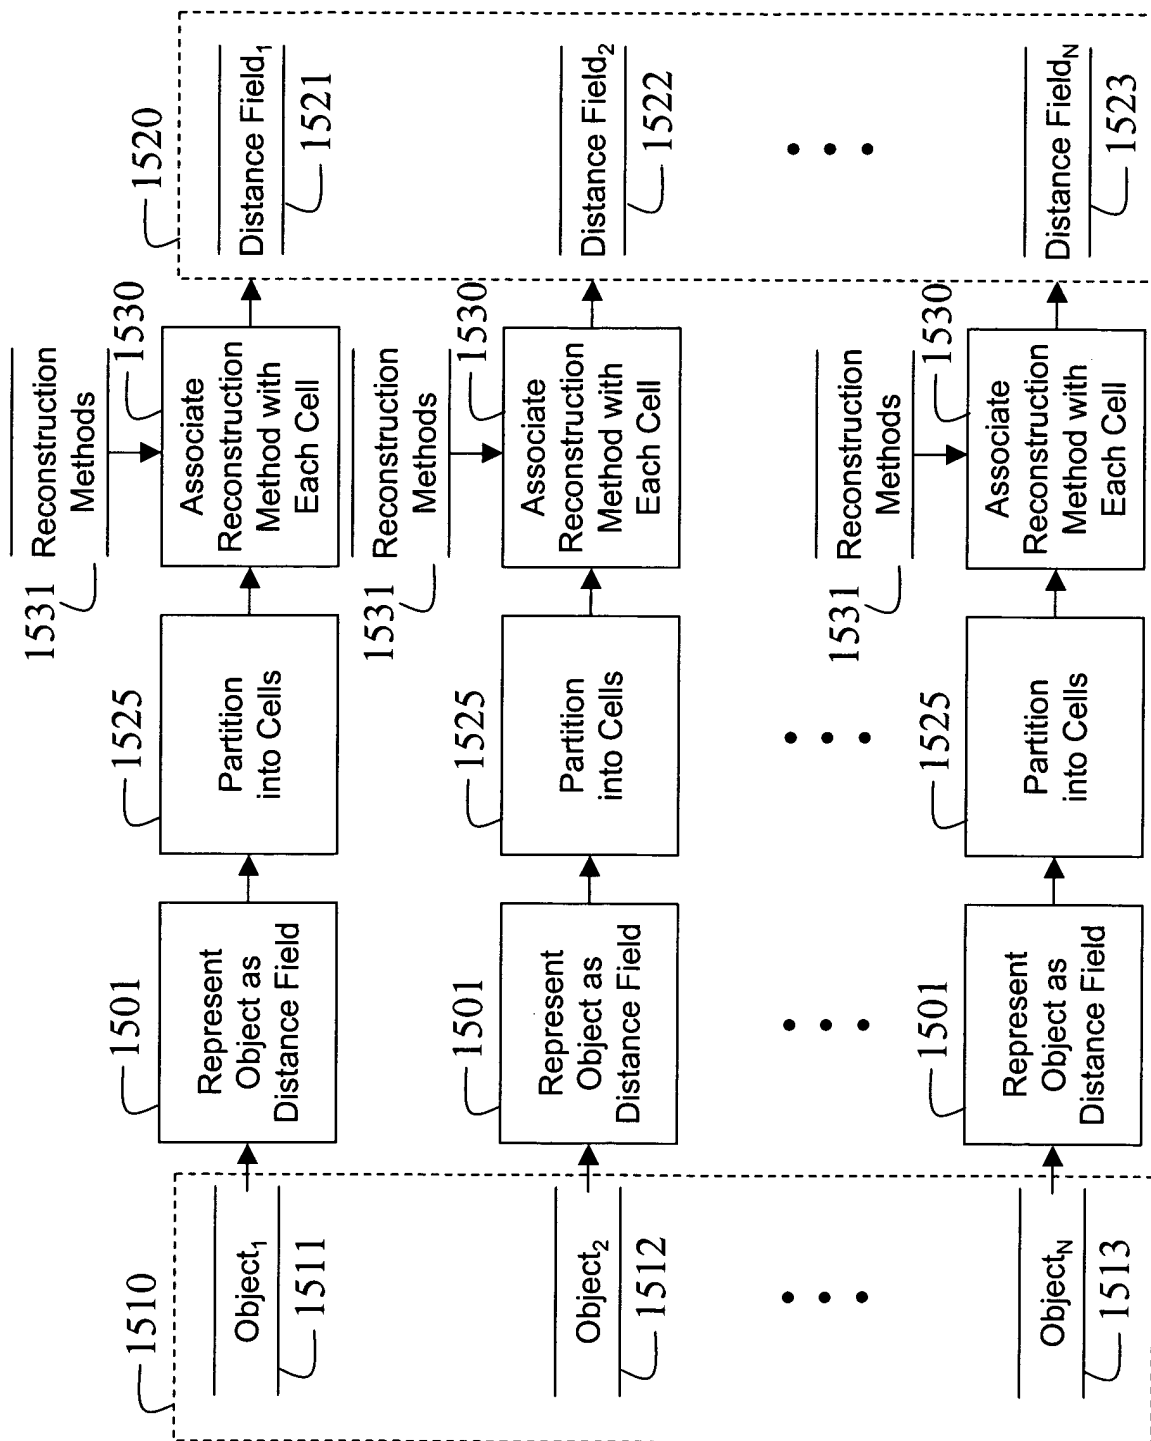 1510
Object1
1511
1501
Represent
Object as
Distance Field
1525
Partition
into Cells
1531
Reconstruction
Methods
1530
Associate
Reconstruction
Method with
Each Cell
1520
Distance Field1
1521
Object2
1512
1501
Represent
Object as
Distance Field
1525
Partition
into Cells
1531
Reconstruction
Methods
1530
Associate
Reconstruction
Method with
Each Cell
Distance Field2
1522
ObjectN
1513
1501
Represent
Object as
Distance Field
1525
Partition
into Cells
1531
Reconstruction
Methods
1530
Associate
Reconstruction
Method with
Each Cell
Distance FieldN
1523